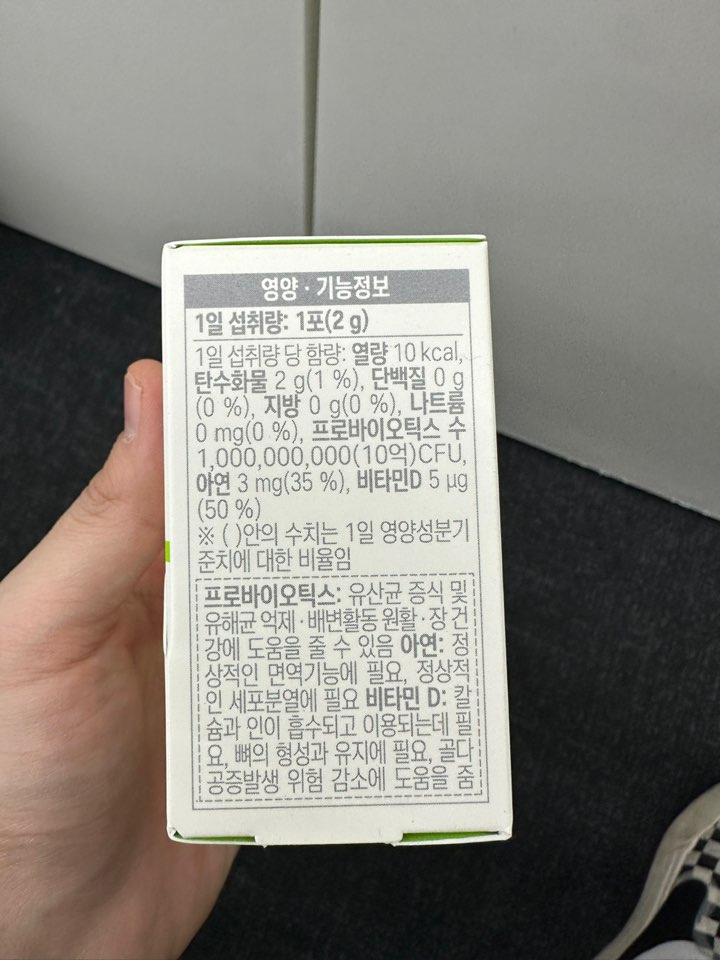 영양 · 기능정보
1일 섭취량: 1포(2 g)
1일 섭취량 당 함량: 열량 10 kcal,
탄수화물 2 g(1 %), 단백질 0 g
(0 %), 지방 0 g(0 %), 나트륨
0 mg(0 %), 프로바이오틱스 수
1,000,000,000(10억)CFU,
아연 3 mg(35 %), 비타민D 5 µg
(50 %)
※ ( )안의 수치는 1일 영양성분기
준치에 대한 비율임
프로바이오틱스: 유산균 증식 및
유해균 억제 · 배변활동 원활 · 장 건
강에 도움을 줄 수 있음 아연: 정
상적인 면역기능에 필요, 정상적
인 세포분열에 필요 비타민 D: 칼
슘과 인이 흡수되고 이용되는데 필
요, 뼈의 형성과 유지에 필요, 골다
공증발생 위험 감소에 도움을 줌